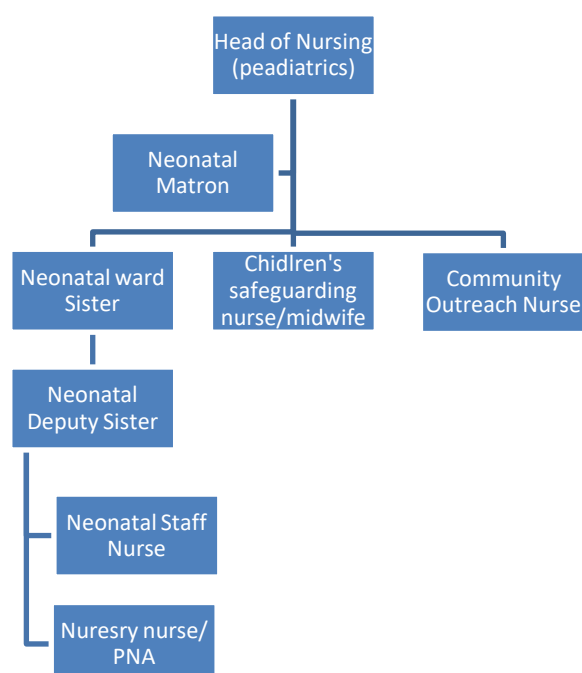 Head of Nursing
(peadiatrics)
Neonatal
Matron
Neonatal ward
Sister
Chidlren's
safeguarding
nurse/midwife
Community
Outreach Nurse
Neonatal
Deputy Sister
Neonatal Staff
Nurse
Nuresry nurse/
PNA